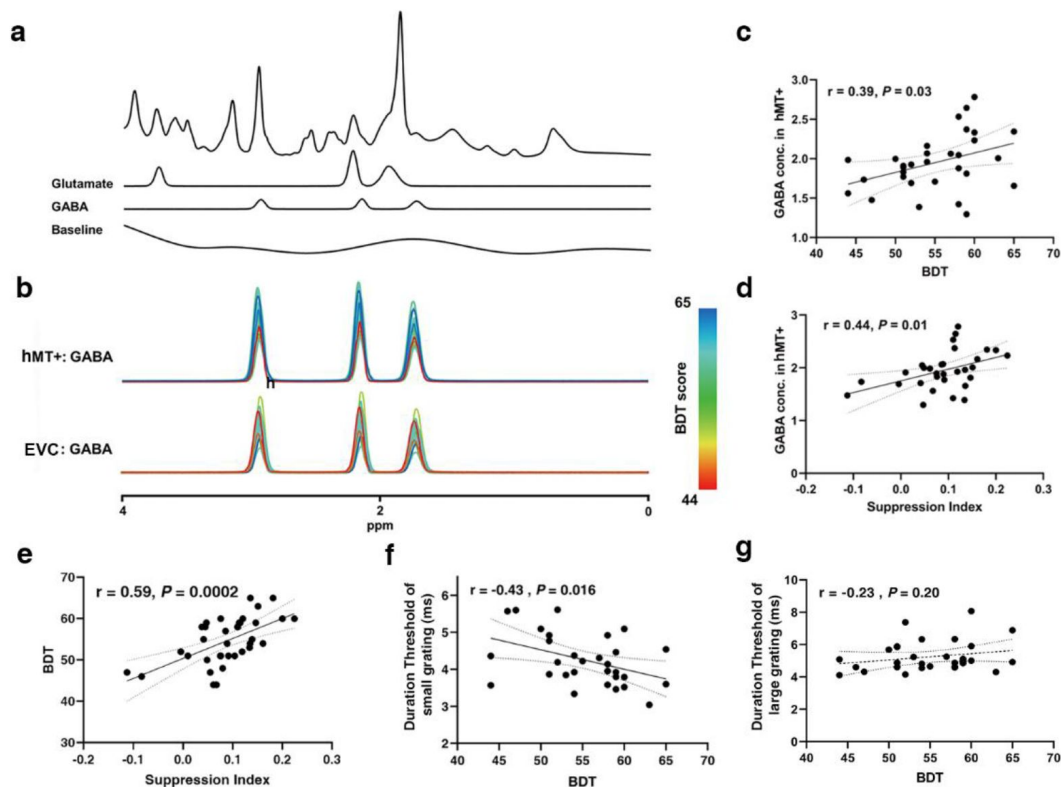 a
Glutamate
GABA
Baseline
b
hMT+: GABA
h
EVC: GABA
4
2
0
ppm
65
BDT score
44
c
r = 0.39, P = 0.03
GABA conc. in hMT+
3.0
2.5
2.0
1.5
1.0
40
50
60
70
BDT
d
r = 0.44, P = 0.01
GABA conc. in hMT+
3
2
1
0
-0.2
-0.1
0.0
0.1
0.2
0.3
Suppression Index
e
r = 0.59, P = 0.0002
BDT
70
60
50
40
30
-0.2
-0.1
0.0
0.1
0.2
0.3
Suppression Index
f
r = -0.43 , P = 0.016
Duration Threshold of
small grating (ms)
6
5
4
3
2
40
45
50
55
60
65
70
BDT
g
r = -0.23 , P = 0.20
Duration Threshold of
large grating (ms)
10
8
6
4
2
0
40
45
50
55
60
65
70
BDT